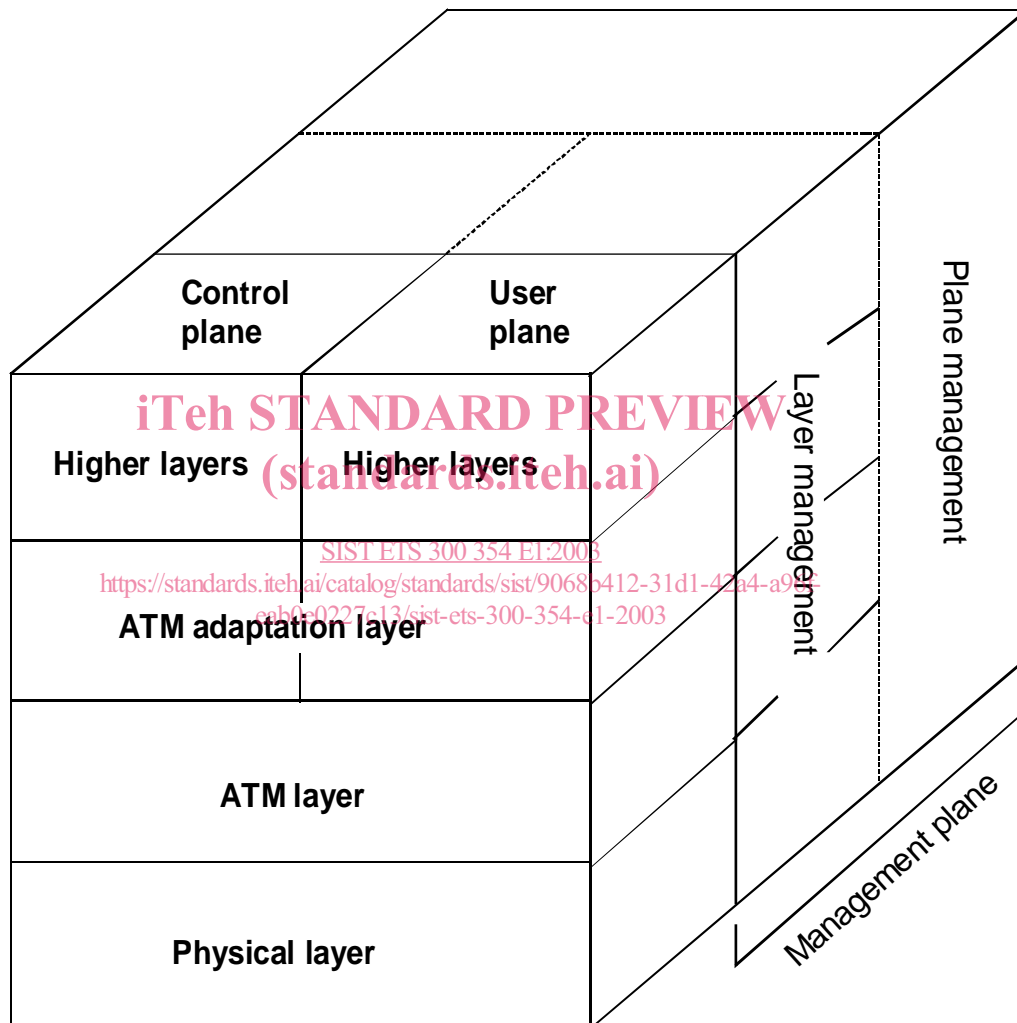 Control
plane
User
plane
Plane management
Layer management
iTeh STANDARD PREVIEW
(standards.iteh.ai)
Higher layers
Higher layers
SIST ETS 300 354 E1:2003
https://standards.iteh.ai/catalog/standards/sist/9068b412-31d1-42a4-a90f-
eab0e0227c13/sist-ets-300-354-e1-2003
ATM adaptation layer
ATM layer
Management plane
Physical layer